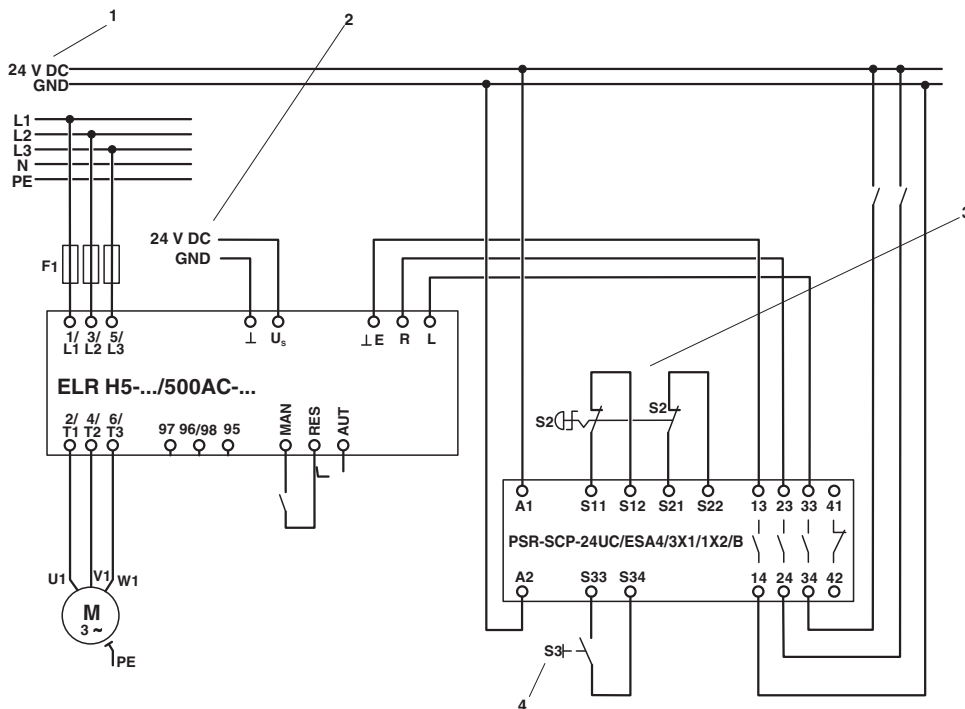 1
2
24 V DC
GND
L1
L2
L3
N
PE
3
24 V DC
GND
F1
1/ 3/ 5/
L1 L2 L3
⊥ Us ⊥E R L
ELR H5-.../500AC-...
2/ 4/ 6/
T1 T2 T3
97 96/98 95
MAN RES AUT
S2 S2
A1 S11 S12 S21 S22 13 23 33 41
PSR-SCP-24UC/ESA4/3X1/1X2/B
A2 S33 S34 14 24 34 42
U1 V1 W1
M
3 ~
PE
S3
4